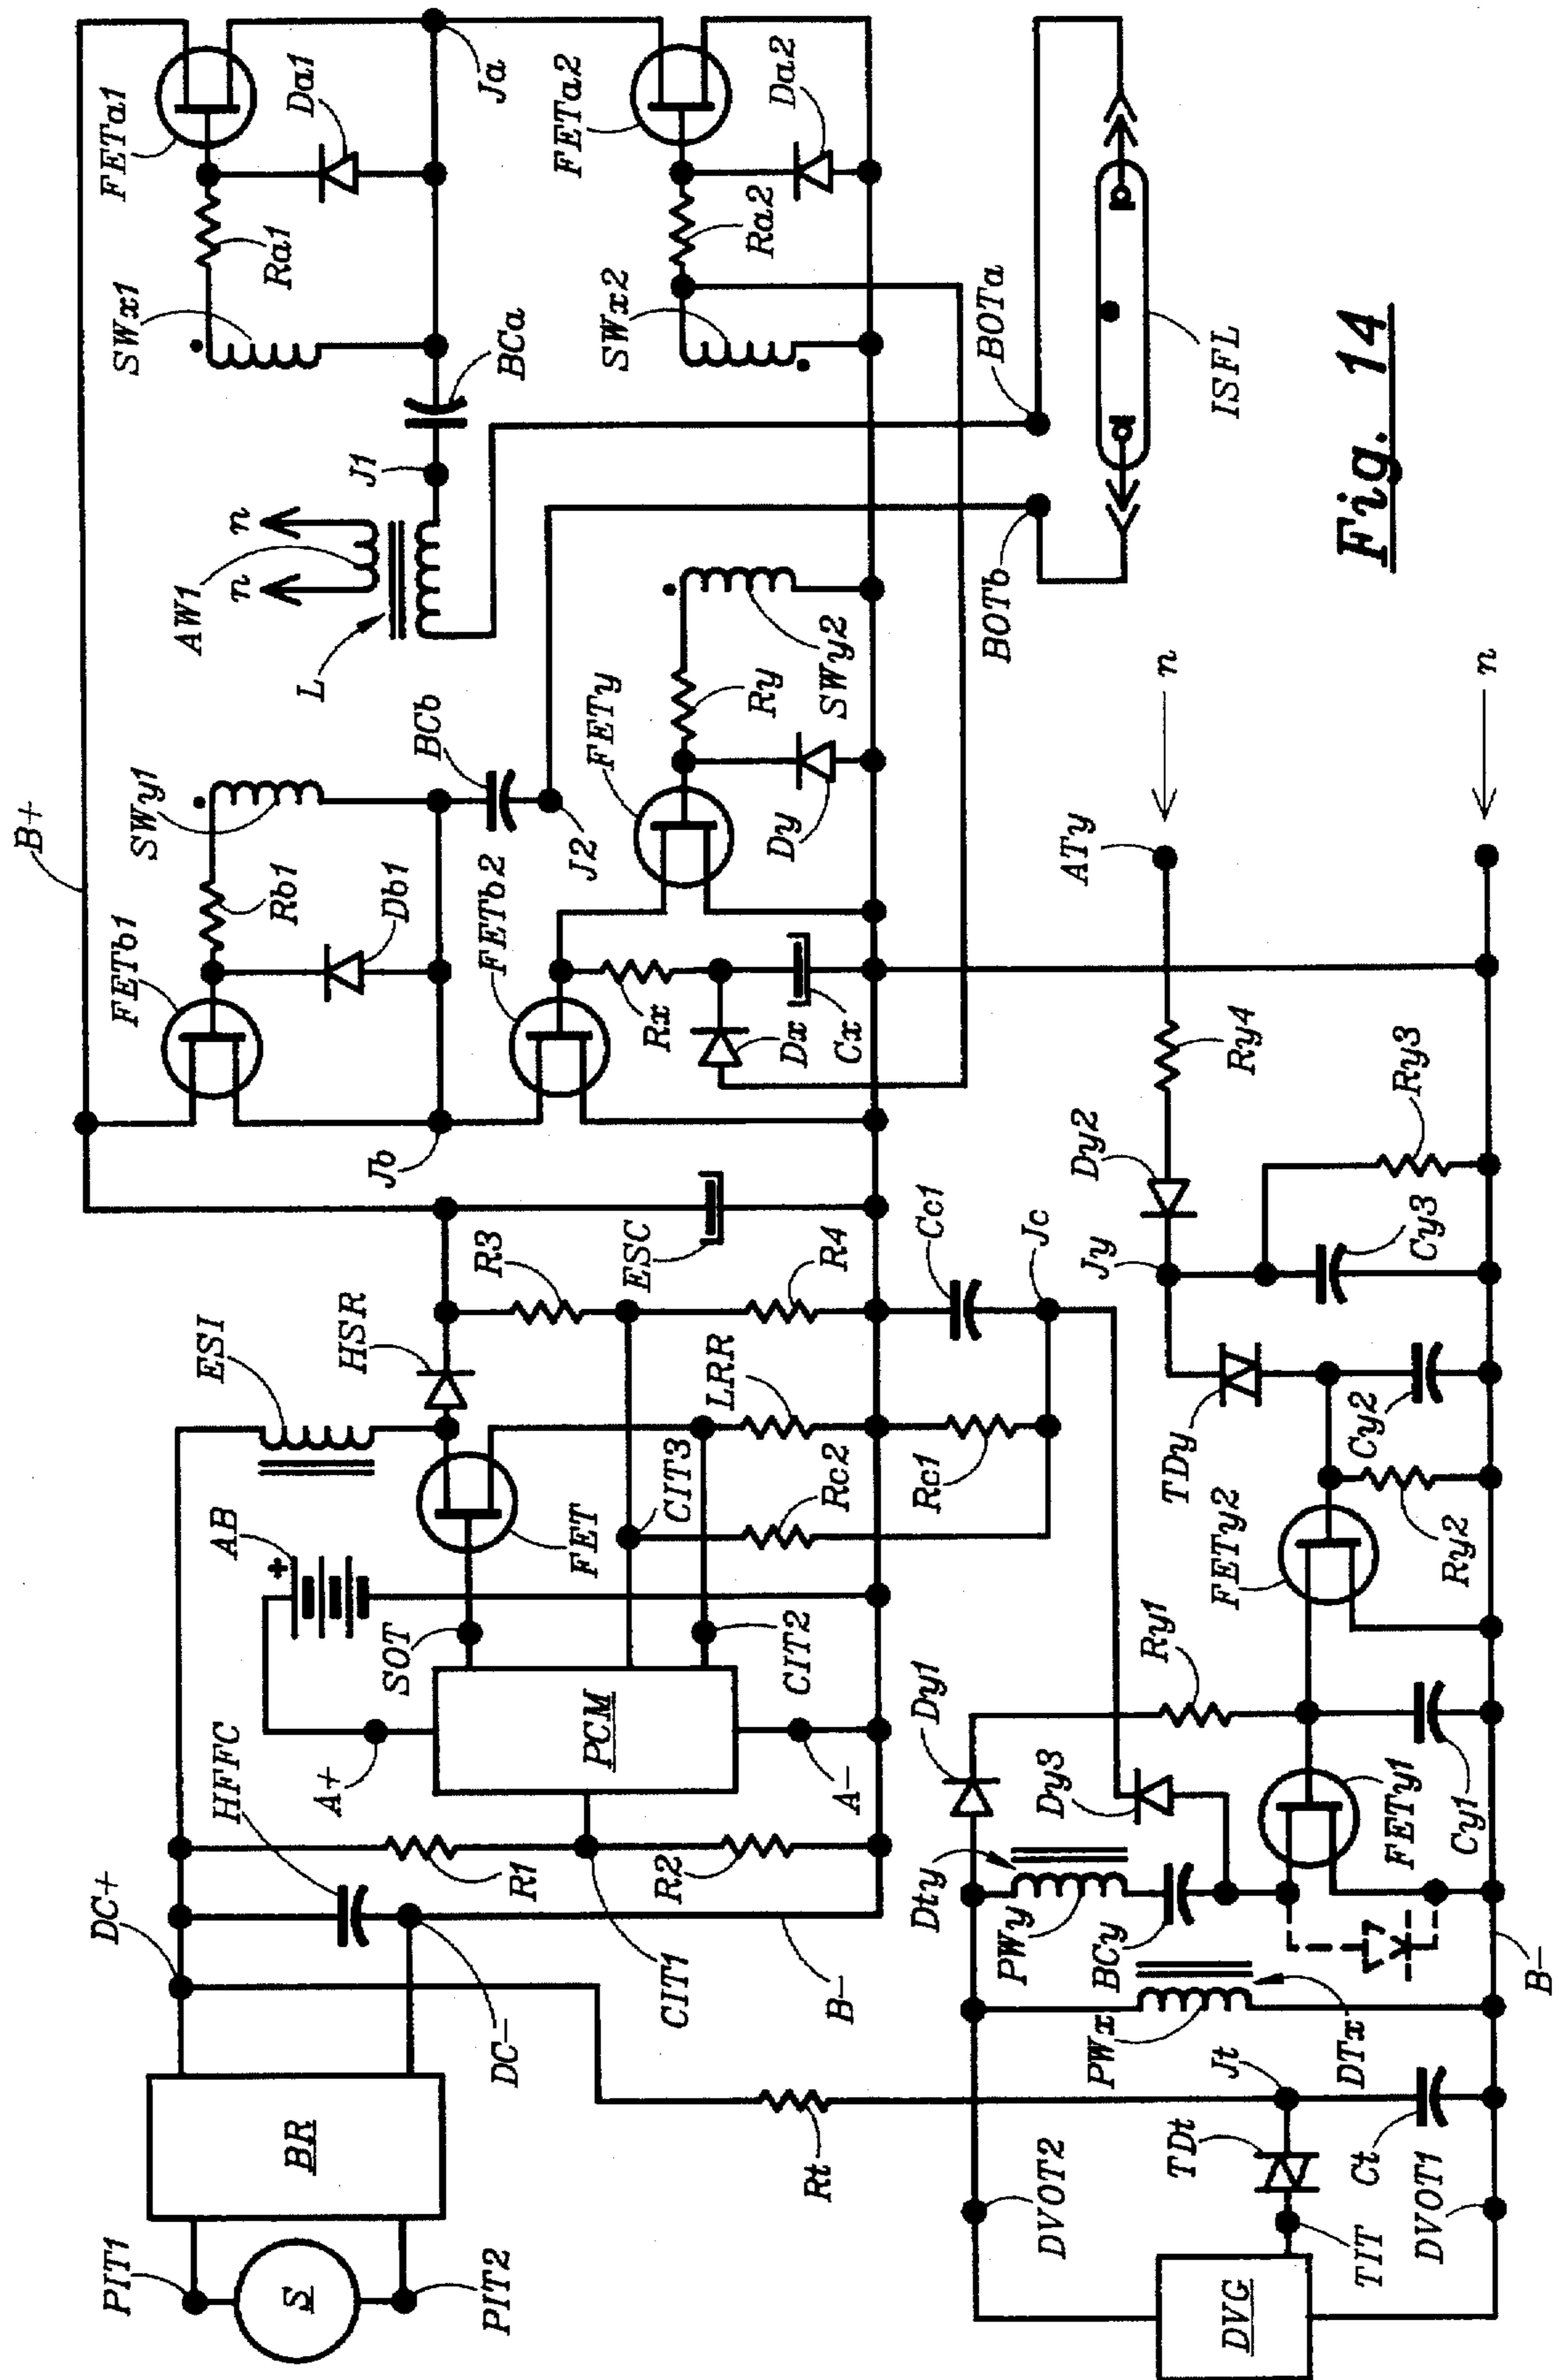 PIT1
S
PIT2
BR
DC+
DC−
HFFC
B−
R1
R2
CIT1
A+
A−
PCM
AB
+
SOT
CIT2
FET
CIT3
ESI
HSR
LRR
Rc2
Rc1
R3
R4
ESC
Cc1
Jc
B+
FETb1
Rb1
SWy1
Db1
Jb
FETb2
BCb
J2
Rx
Dx
Cx
FETy
Ry
Dy
SWy2
L
AW1
n
n
J1
BCa
SWx1
Ra1
FETa1
Da1
Ja
SWx2
Ra2
FETa2
Da2
BOTb
BOTa
ISFL
DVG
DVOT2
DVOT1
TIT
TDt
Rt
Jt
Ct
PWx
DTx
B−
Dty
PWy
BCy
Dy1
Dy3
FETy1
Ry1
Cy1
FETy2
Ry2
TDy
Cy2
Jy
Dy2
Cy3
Ry3
Ry4
ATy
n
n
Fig. 14